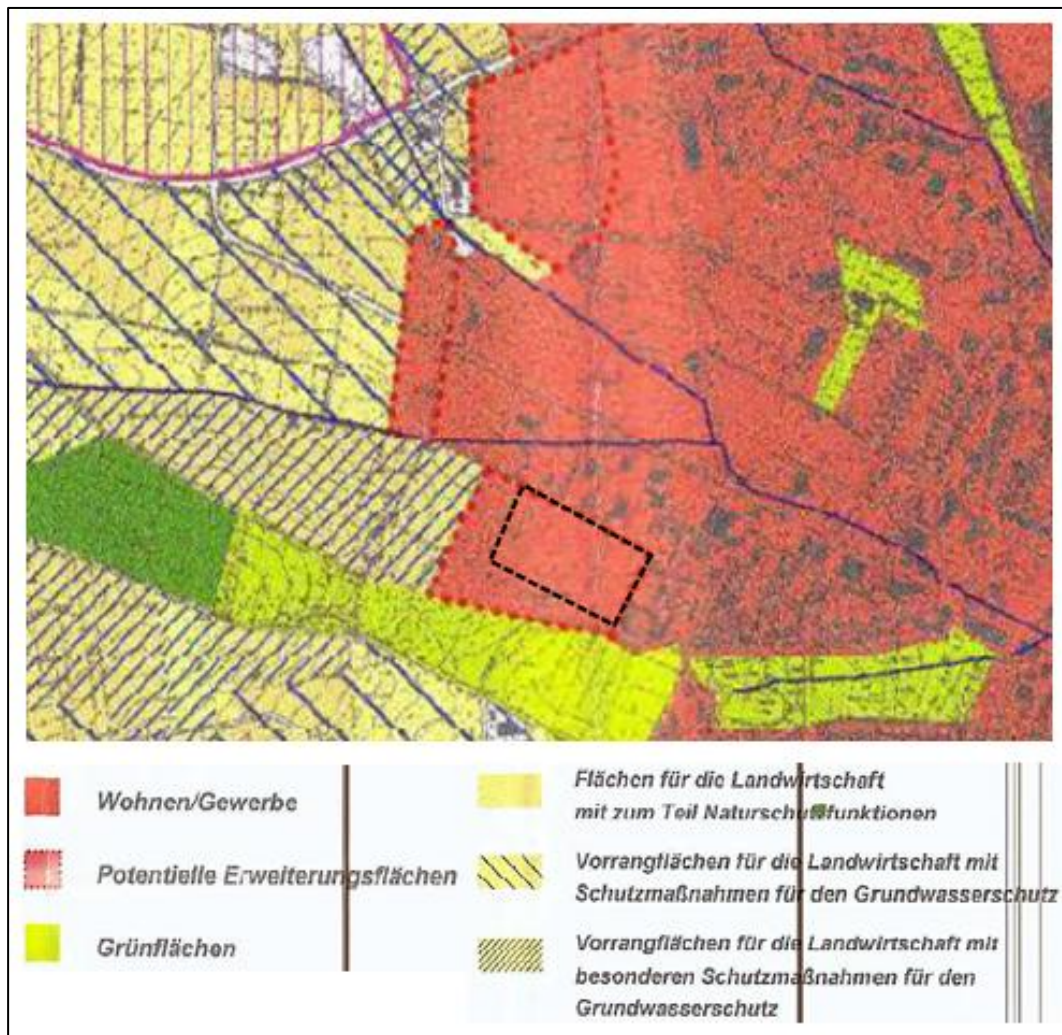 Wohnen/Gewerbe
Potentielle Erweiterungsflächen
Grünflächen
Flächen für die Landwirtschaft
mit zum Teil Naturschutzfunktionen
Vorrangflächen für die Landwirtschaft mit
Schutzmaßnahmen für den Grundwasserschutz
Vorrangflächen für die Landwirtschaft mit
besonderen Schutzmaßnahmen für den
Grundwasserschutz